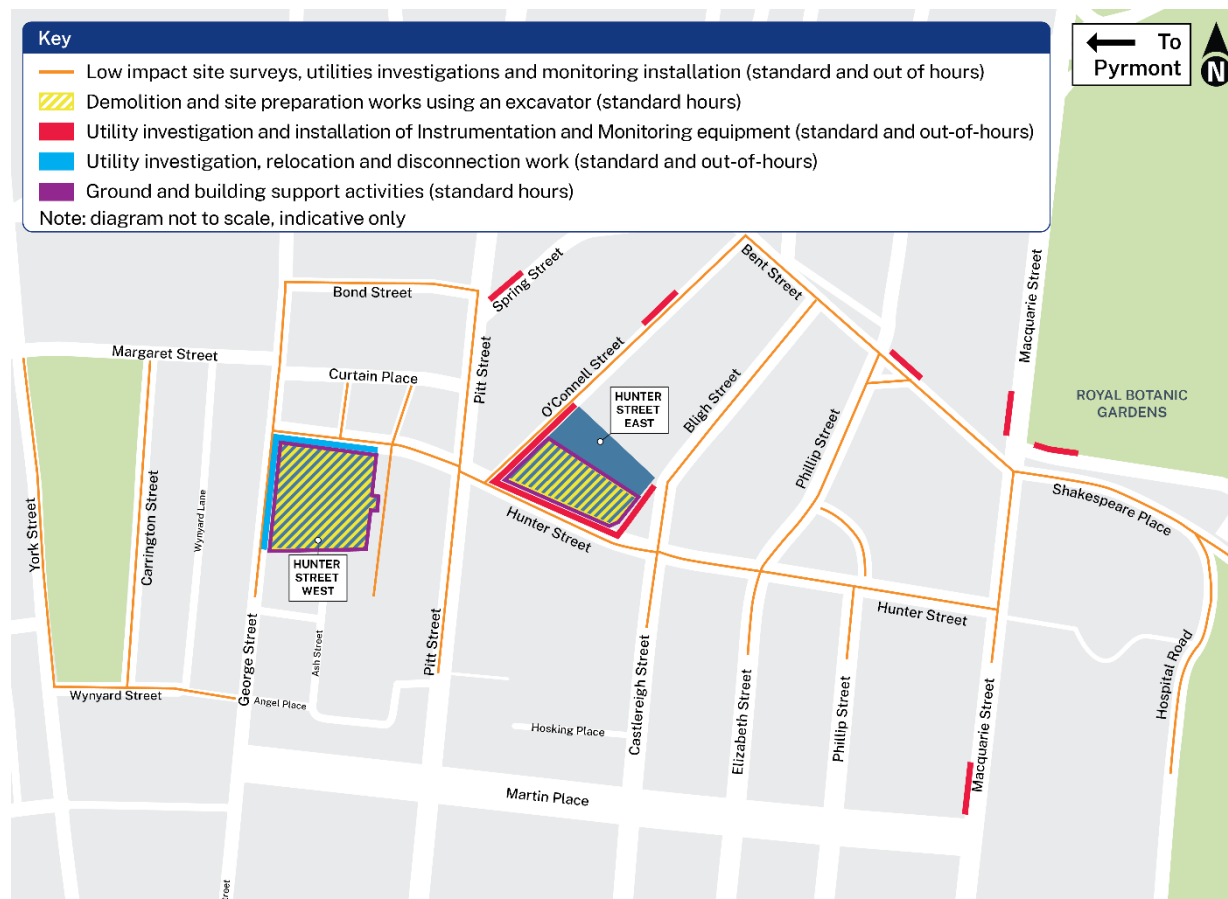 Key
Low impact site surveys, utilities investigations and monitoring installation (standard and out of hours)
Demolition and site preparation works using an excavator (standard hours)
Utility investigation and installation of Instrumentation and Monitoring equipment (standard and out-of-hours)
Utility investigation, relocation and disconnection work (standard and out-of-hours)
Ground and building support activities (standard hours)
Note: diagram not to scale, indicative only
To
Pyrmont
N
Spring Street
Bent Street
Macquarie Street
Bond Street
Margaret Street
Curtain Place
Pitt Street
O'Connell Street
HUNTER
STREET
EAST
Bligh Street
ROYAL BOTANIC
GARDENS
Phillip Street
Shakespeare Place
York Street
Carrington Street
Wynyard Lane
Hunter Street
HUNTER
STREET
WEST
Hunter Street
George Street
Ash Street
Pitt Street
Hospital Road
Wynyard Street
Angel Place
Hosking Place
Castlereigh Street
Elizabeth Street
Phillip Street
Macquarie Street
Martin Place
treet